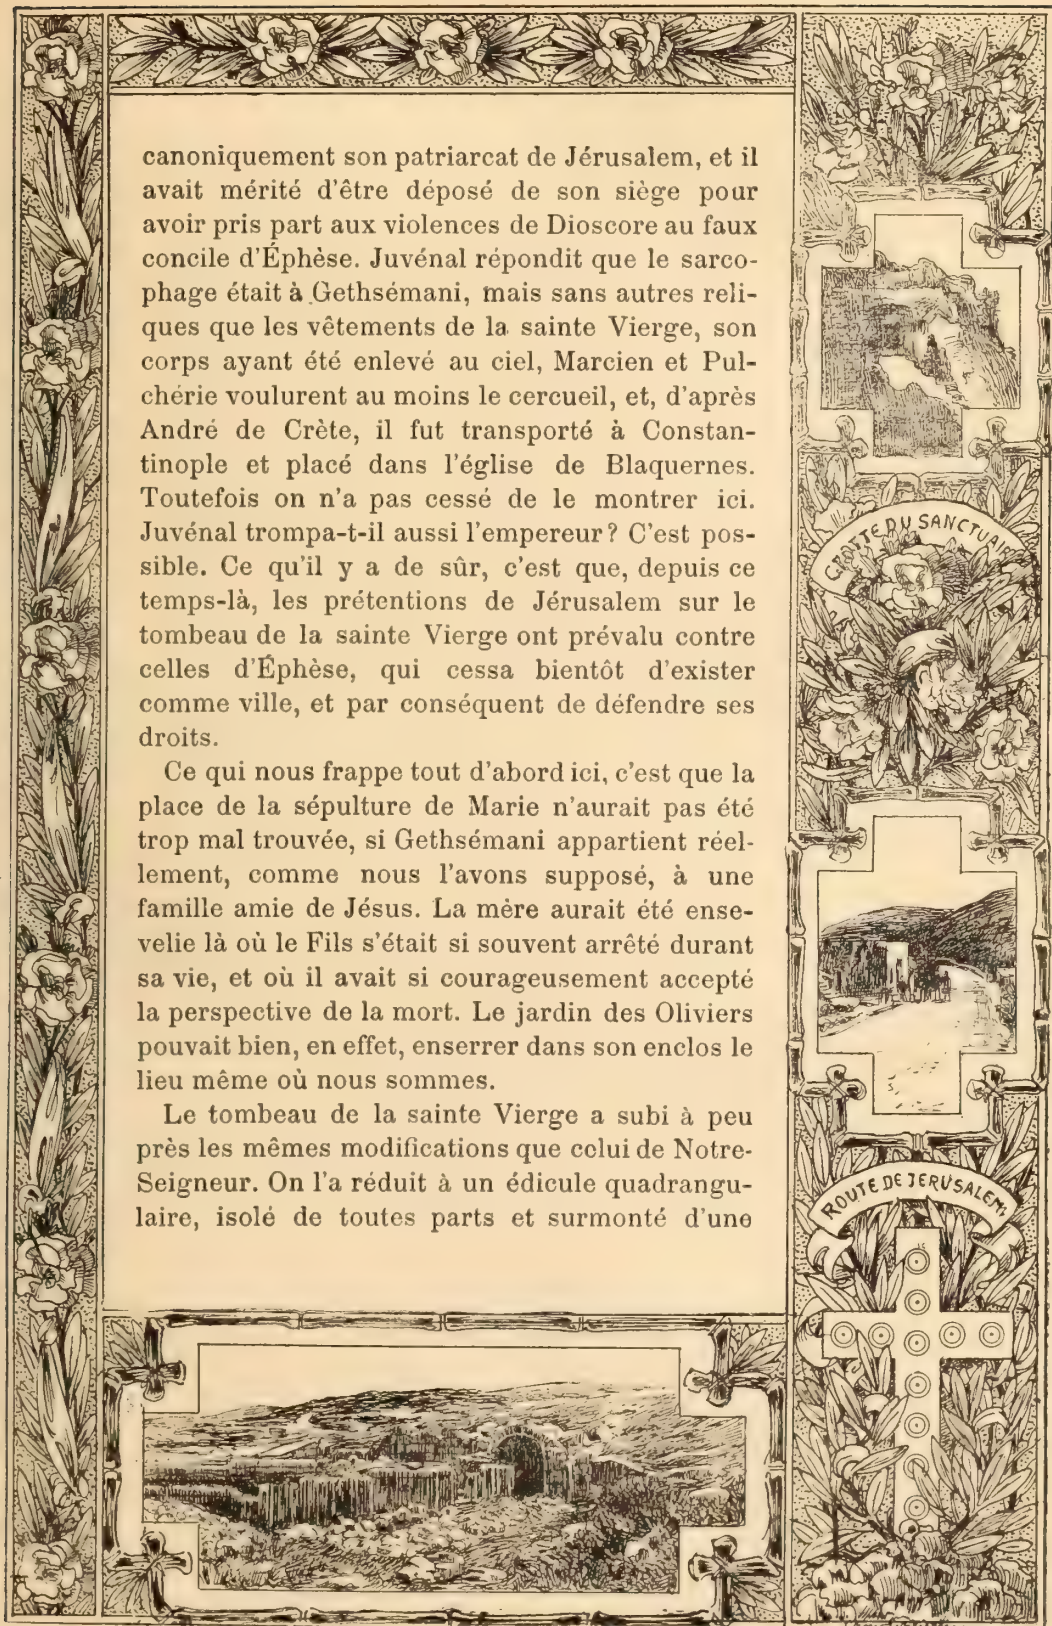 canoniquement son patriarcat de Jérusalem, et il
avait mérité d'être déposé de son siège pour
avoir pris part aux violences de Dioscore au faux
concile d'Éphèse. Juvénal répondit que le sarco-
phage était à Gethsémani, mais sans autres reli-
ques que les vêtements de la sainte Vierge, son
corps ayant été enlevé au ciel, Marcien et Pul-
chérie voulurent au moins le cercueil, et, d'après
André de Crète, il fut transporté à Constan-
tinople et placé dans l'église de Blaquernes.
Toutefois on n'a pas cessé de le montrer ici.
Juvénal trompa-t-il aussi l'empereur? C'est pos-
sible. Ce qu'il y a de sûr, c'est que, depuis ce
temps-là, les prétentions de Jérusalem sur le
tombeau de la sainte Vierge ont prévalu contre
celles d'Éphèse, qui cessa bientôt d'exister
comme ville, et par conséquent de défendre ses
droits.
Ce qui nous frappe tout d'abord ici, c'est que la
place de la sépulture de Marie n'aurait pas été
trop mal trouvée, si Gethsémani appartient réel-
lement, comme nous l'avons supposé, à une
famille amie de Jésus. La mère aurait été ense-
velie là où le Fils s'était si souvent arrêté durant
sa vie, et où il avait si courageusement accepté
la perspective de la mort. Le jardin des Oliviers
pouvait bien, en effet, enserrer dans son enclos le
lieu même où nous sommes.
Le tombeau de la sainte Vierge a subi à peu
près les mêmes modifications que celui de Notre-
Seigneur. On l'a réduit à un édicule quadrangu-
laire, isolé de toutes parts et surmonté d'une
GROTTE DU SANCTUAIRE
ROUTE DE JERUSALEM